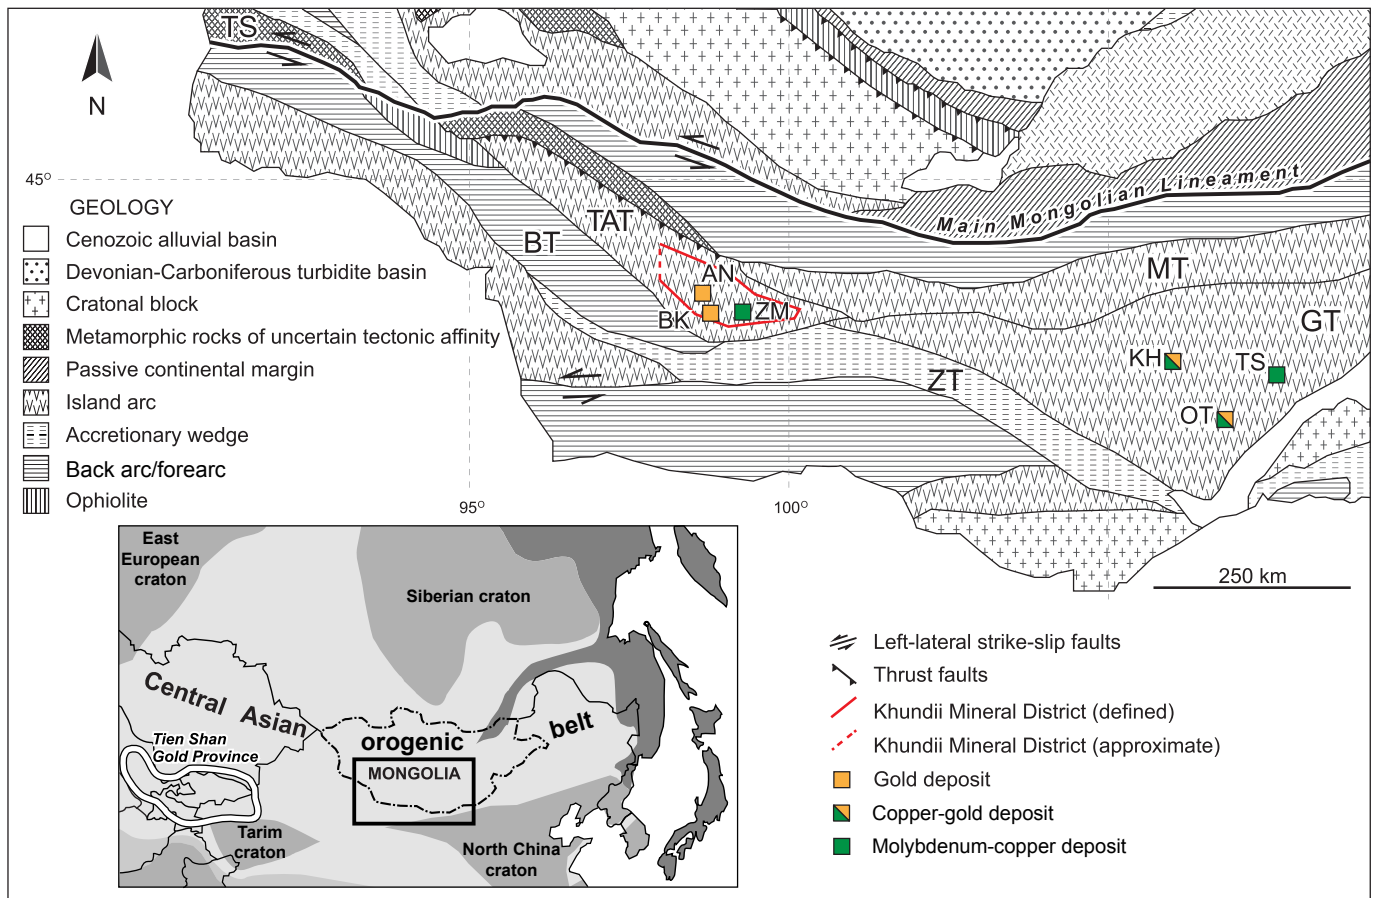 TS
N
45°
GEOLOGY
Cenozoic alluvial basin
Devonian-Carboniferous turbidite basin
Cratonal block
Metamorphic rocks of uncertain tectonic affinity
Passive continental margin
Island arc
Accretionary wedge
Back arc/forearc
Ophiolite
Main Mongolian Lineament
TAT
BT
MT
AN
BK
ZM
GT
KH
TS
ZT
OT
95°
100°
250 km
East
European
craton
Siberian craton
Central Asian
orogenic
belt
Tien Shan
Gold Province
MONGOLIA
Tarim
craton
North China
craton
Left-lateral strike-slip faults
Thrust faults
Khundii Mineral District (defined)
Khundii Mineral District (approximate)
Gold deposit
Copper-gold deposit
Molybdenum-copper deposit